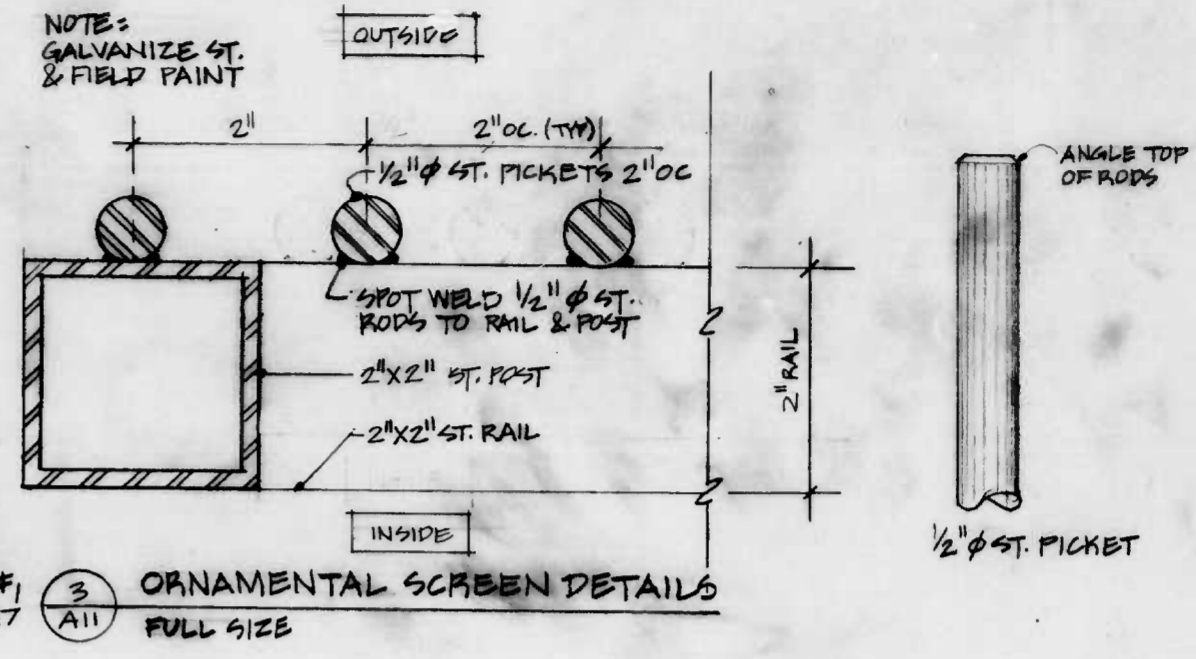 NOTE:
GALVANIZE ST.
& FIELD PAINT
OUTSIDE
2"
2" OC. (TYP)
1/2" ϕ ST. PICKETS 2" OC
ANGLE TOP
OF RODS
SPOT WELD 1/2" ϕ ST.
RODS TO RAIL & POST
2"X2" ST. POST
2"X2" ST. RAIL
2" RAIL
INSIDE
1/2" ϕ ST. PICKET
3
A11
ORNAMENTAL SCREEN DETAILS
FULL SIZE